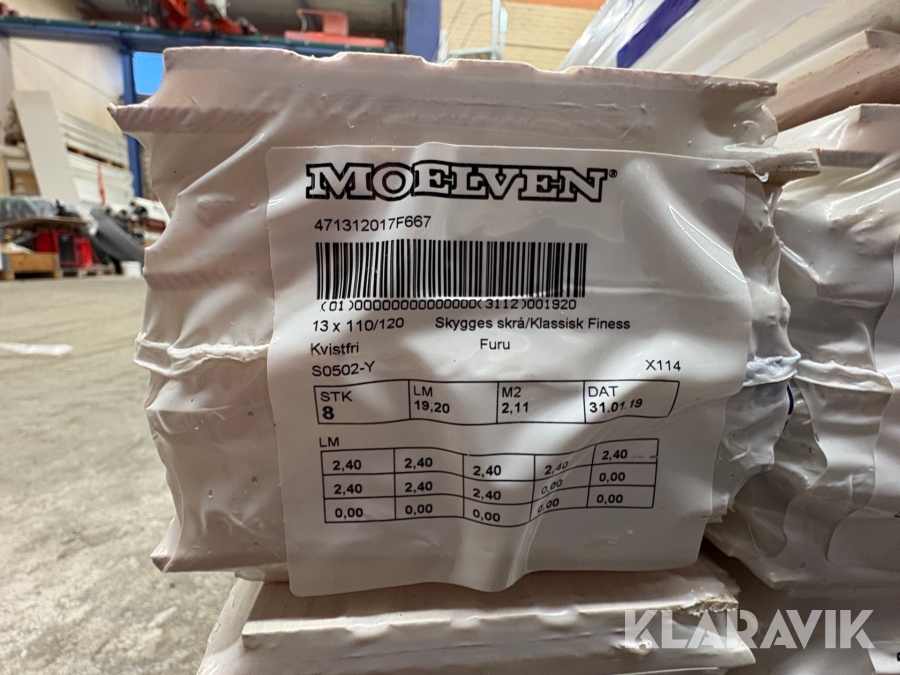 MOELVEN®
471312017F667
(01)00000000000000(3112)001920
13 x 110/120 Skygges skrå/Klassisk Finess
Kvistfri Furu
S0502-Y X114
STK LM M2 DAT
8 19,20 2,11 31.01.19
LM
2,40 2,40 2,40 2,40 2,40
2,40 2,40 2,40 0,00 0,00
0,00 0,00 0,00 0,00 0,00
KLARAVIK